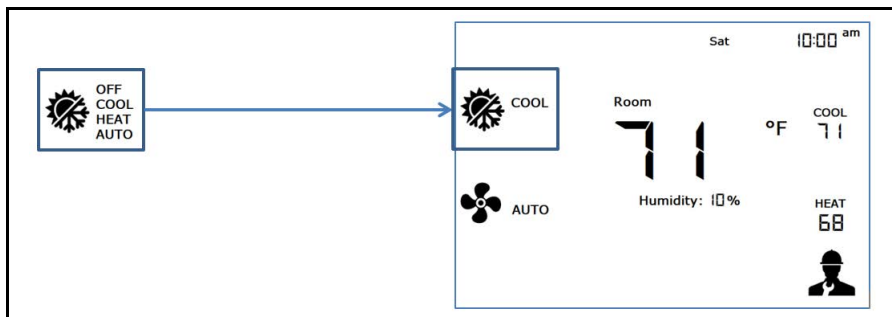 OFF
COOL
HEAT
AUTO
Sat 10:00 am
COOL
Room
71 °F
COOL
71
AUTO
Humidity: 10%
HEAT
68